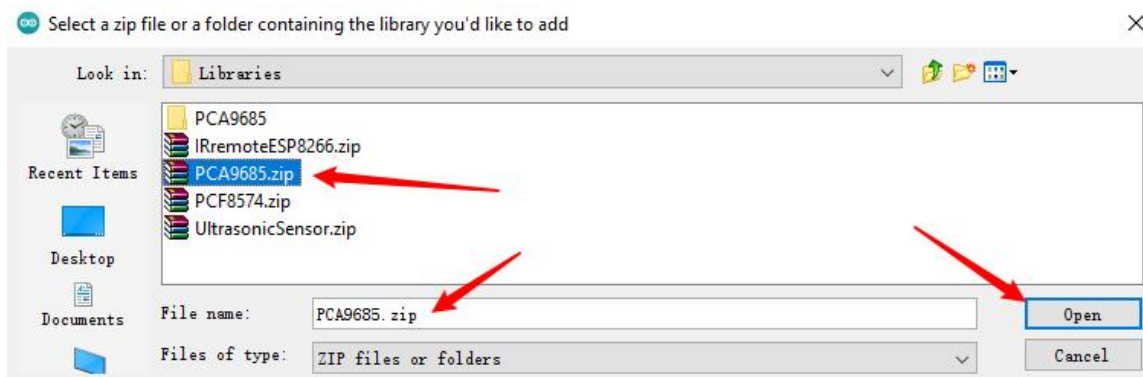 Select a zip file or a folder containing the library you'd like to add
Look in: Libraries
PCA9685
IRremoteESP8266.zip
PCA9685.zip
PCF8574.zip
UltrasonicSensor.zip
Recent Items
Desktop
Documents
File name: PCA9685.zip Open
Files of type: ZIP files or folders Cancel